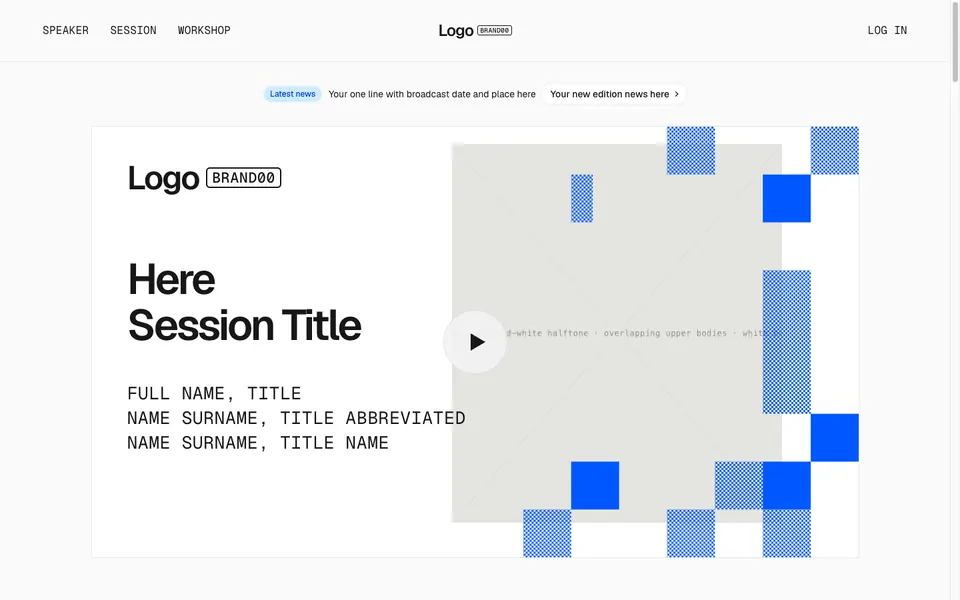 SPEAKER SESSION WORKSHOP
Logo BRAND00
LOG IN
Latest news Your one line with broadcast date and place here Your new edition news here >
Logo BRAND00
Here
Session Title
-white halftone · overlapping upper bodies ·
FULL NAME, TITLE
NAME SURNAME, TITLE ABBREVIATED
NAME SURNAME, TITLE NAME